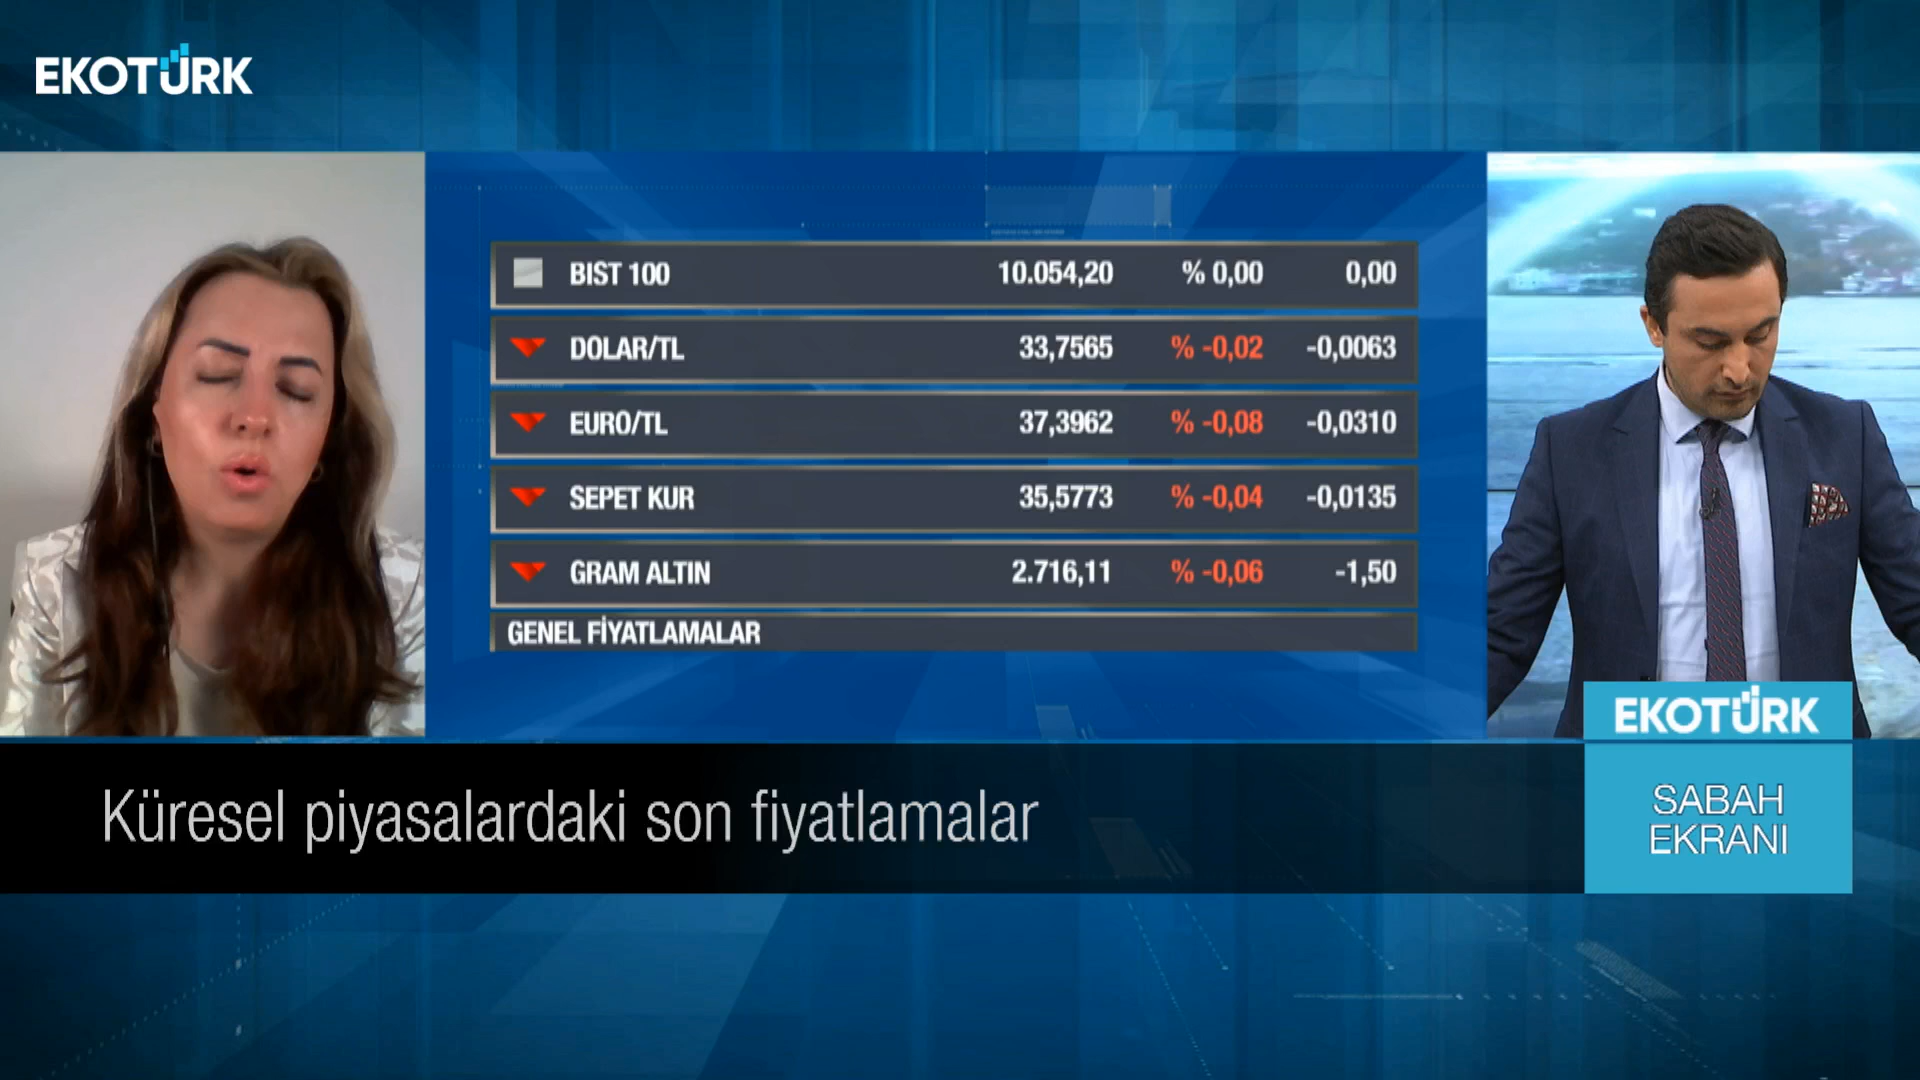 EKOTÜRK
BIST 100 10.054,20 % 0,00 0,00
DOLAR/TL 33,7565 % -0,02 -0,0063
EURO/TL 37,3962 % -0,08 -0,0310
SEPET KUR 35,5773 % -0,04 -0,0135
GRAM ALTIN 2.716,11 % -0,06 -1,50
GENEL FİYATLAMALAR
EKOTÜRK
Küresel piyasalardaki son fiyatlamalar
SABAH
EKRANI